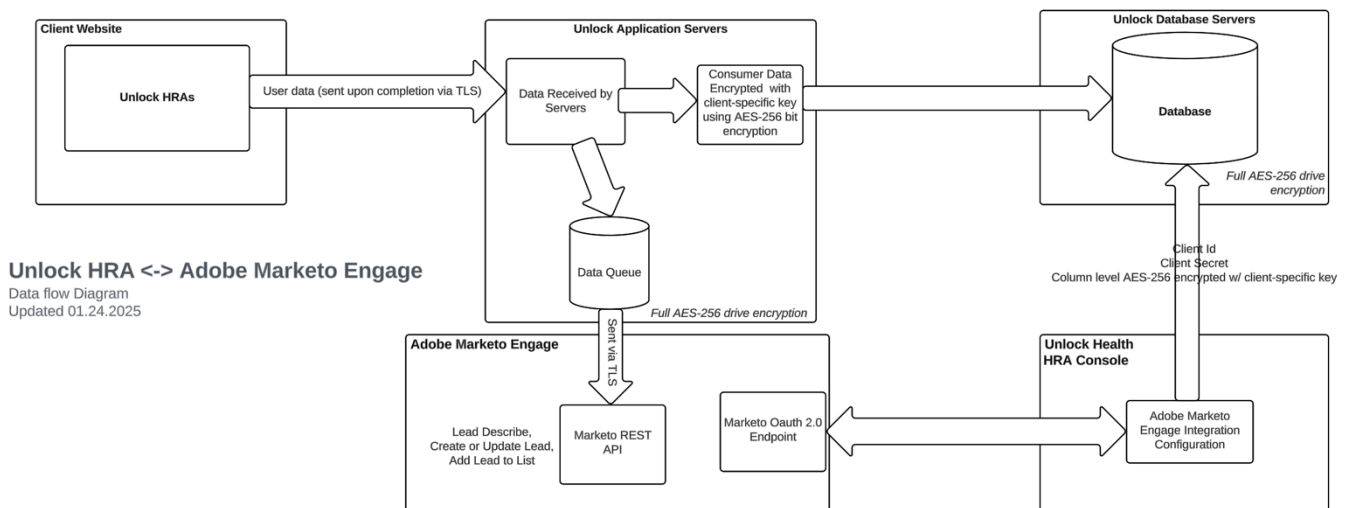 Client Website
Unlock HRAs
User data (sent upon completion via TLS)
Unlock Application Servers
Data Received by
Servers
Consumer Data
Encrypted with
client-specific key
using AES-256 bit
encryption
Data Queue
Full AES-256 drive encryption
Unlock Database Servers
Database
Full AES-256 drive
encryption
Client Id
Client Secret
Column level AES-256 encrypted w/ client-specific key
Unlock HRA <-> Adobe Marketo Engage
Data flow Diagram
Updated 01.24.2025
Sent via TLS
Adobe Marketo Engage
Lead Describe,
Create or Update Lead,
Add Lead to List
Marketo REST
API
Marketo Oauth 2.0
Endpoint
Unlock Health
HRA Console
Adobe Marketo
Engage Integration
Configuration